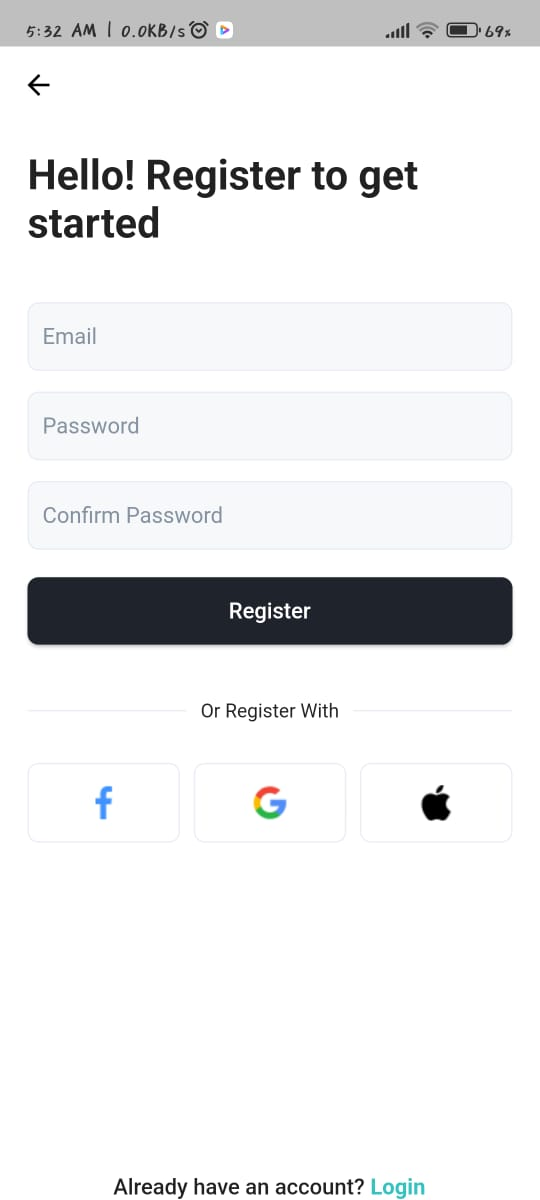 5:32 AM | 0.0KB/s 69%
Hello! Register to get
started
Email
Password
Confirm Password
Register
Or Register With
Already have an account? Login